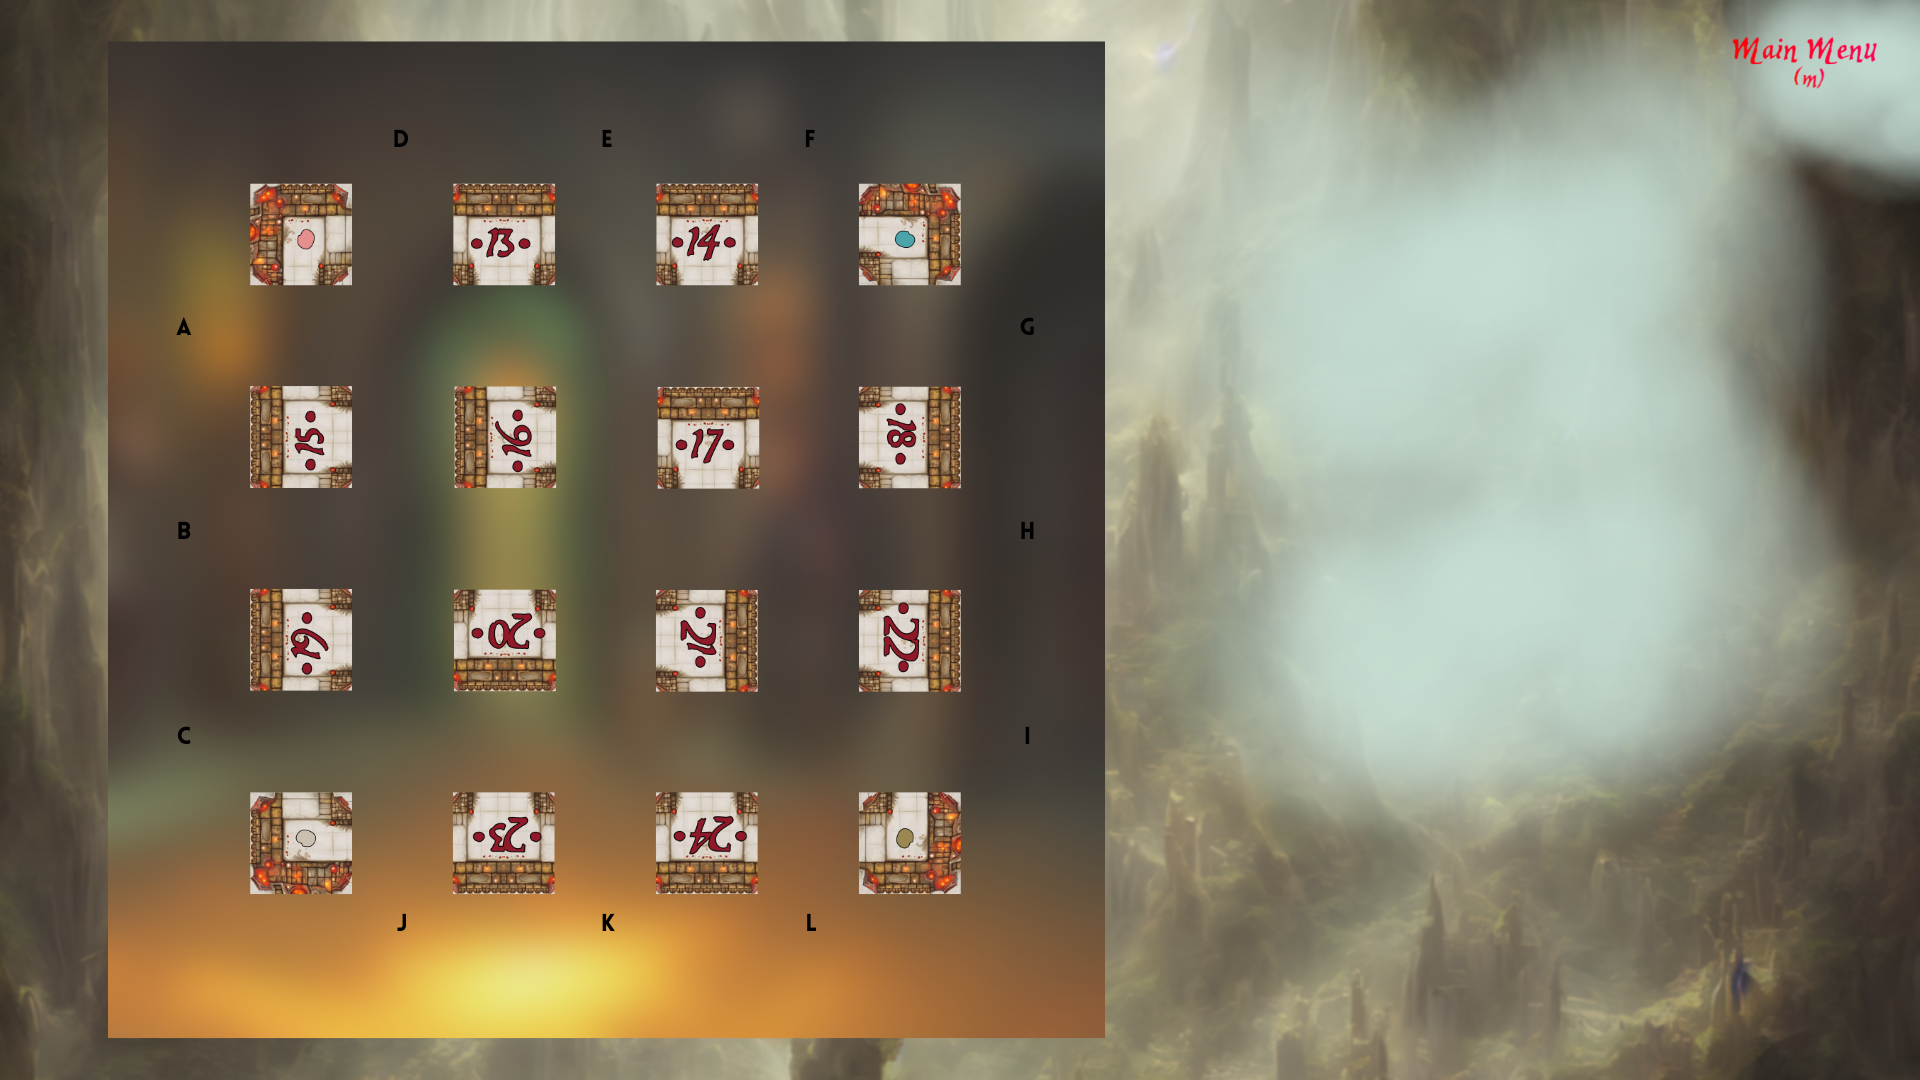 Main Menu
(m)
D E F
•13• •14•
A G
•15• •16• •17• •18•
B H
•19• •20• •21• •22•
C I
•23• •24•
J K L